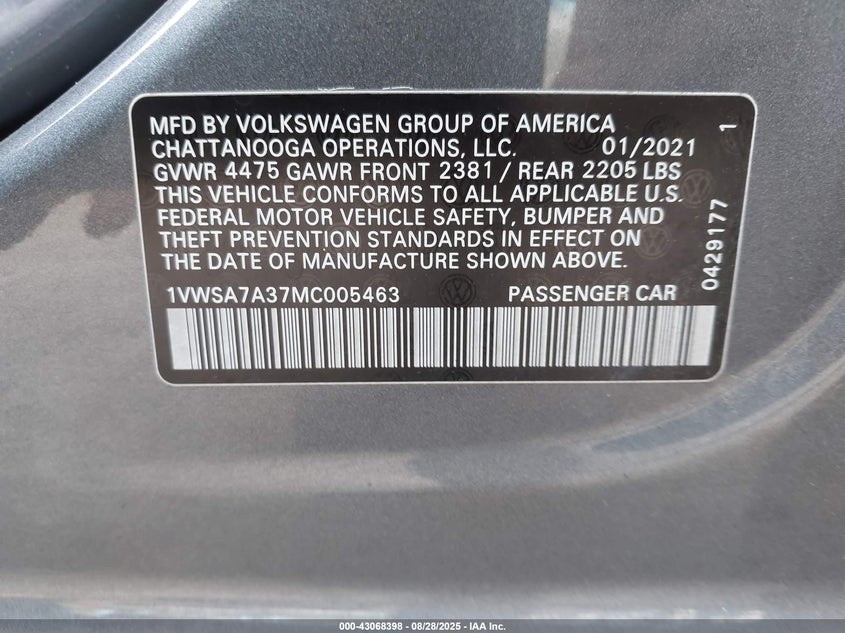 MFD BY VOLKSWAGEN GROUP OF AMERICA
CHATTANOOGA OPERATIONS, LLC. 01/2021
GVWR 4475 GAWR FRONT 2381 / REAR 2205 LBS
THIS VEHICLE CONFORMS TO ALL APPLICABLE U.S.
FEDERAL MOTOR VEHICLE SAFETY, BUMPER AND
THEFT PREVENTION STANDARDS IN EFFECT ON
THE DATE OF MANUFACTURE SHOWN ABOVE.
1VWSA7A37MC005463 PASSENGER CAR
0429177 1
000-43068398 - 08/28/2025 - IAA Inc.